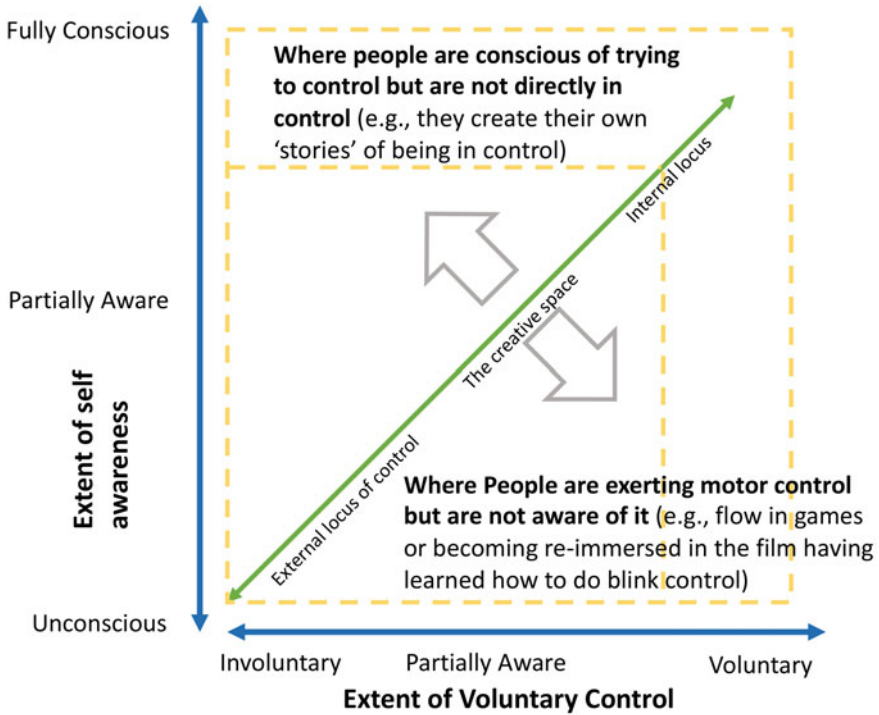 Fully Conscious
Where people are conscious of trying
to control but are not directly in
control (e.g., they create their own
‘stories’ of being in control)
Internal locus
Partially Aware
The creative space
Extent of self
awareness
External locus of control
Where People are exerting motor control
but are not aware of it (e.g., flow in games
or becoming re-immersed in the film having
learned how to do blink control)
Unconscious
Involuntary
Partially Aware
Voluntary
Extent of Voluntary Control